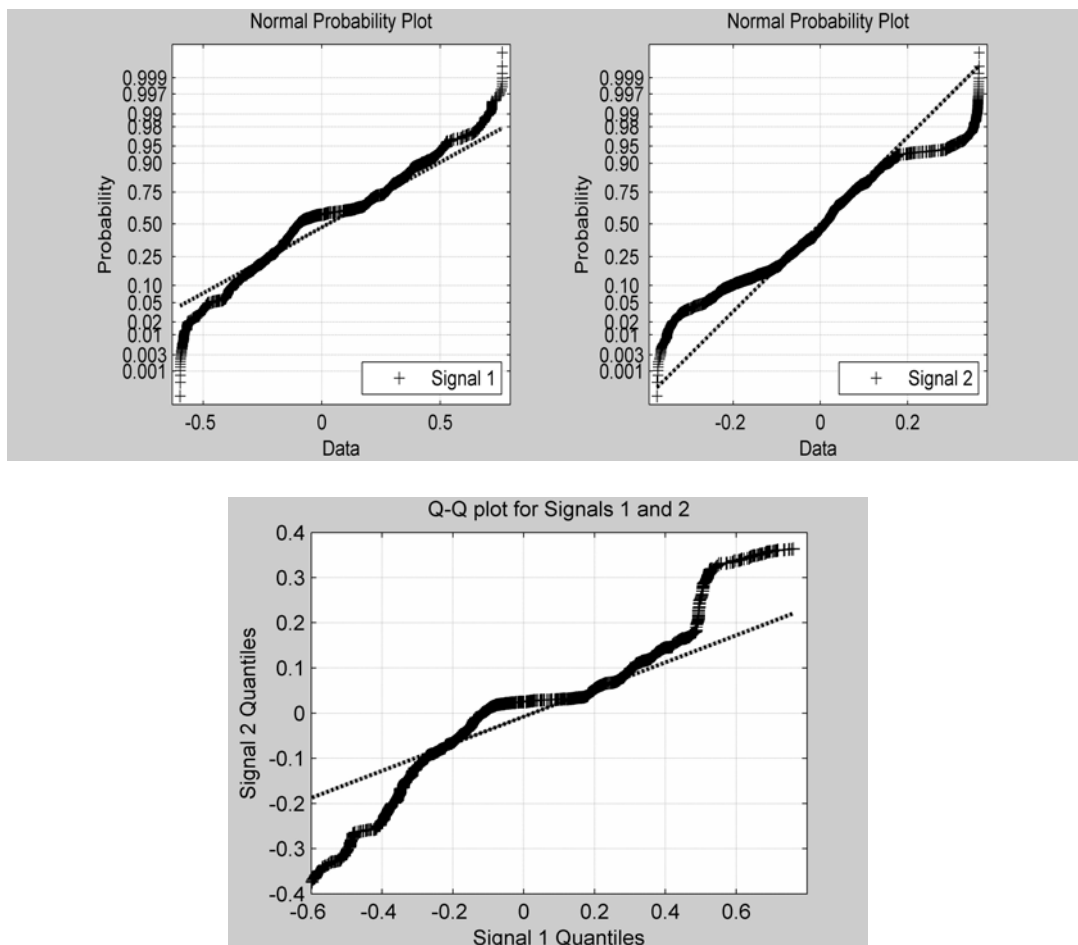 Normal Probability Plot
0.999
0.997
0.99
0.98
0.95
0.90
0.75
0.50
0.25
0.10
0.05
0.02
0.01
0.003
0.001
Probability
+ Signal 1
-0.5 0 0.5
Data
Normal Probability Plot
0.999
0.997
0.99
0.98
0.95
0.90
0.75
0.50
0.25
0.10
0.05
0.02
0.01
0.003
0.001
Probability
+ Signal 2
-0.2 0 0.2
Data
Q-Q plot for Signals 1 and 2
0.4
0.3
0.2
0.1
0
-0.1
-0.2
-0.3
-0.4
Signal 2 Quantiles
-0.6 -0.4 -0.2 0 0.2 0.4 0.6
Signal 1 Quantiles